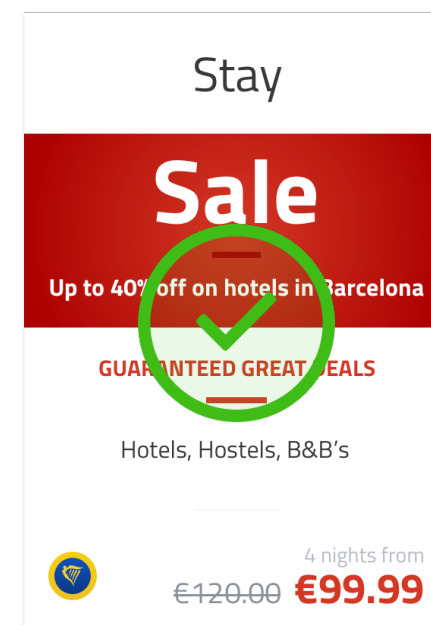 Stay
Sale
Up to 40% off on hotels in Barcelona
GUARANTEED GREAT DEALS
Hotels, Hostels, B&B’s
4 nights from
€120.00 €99.99